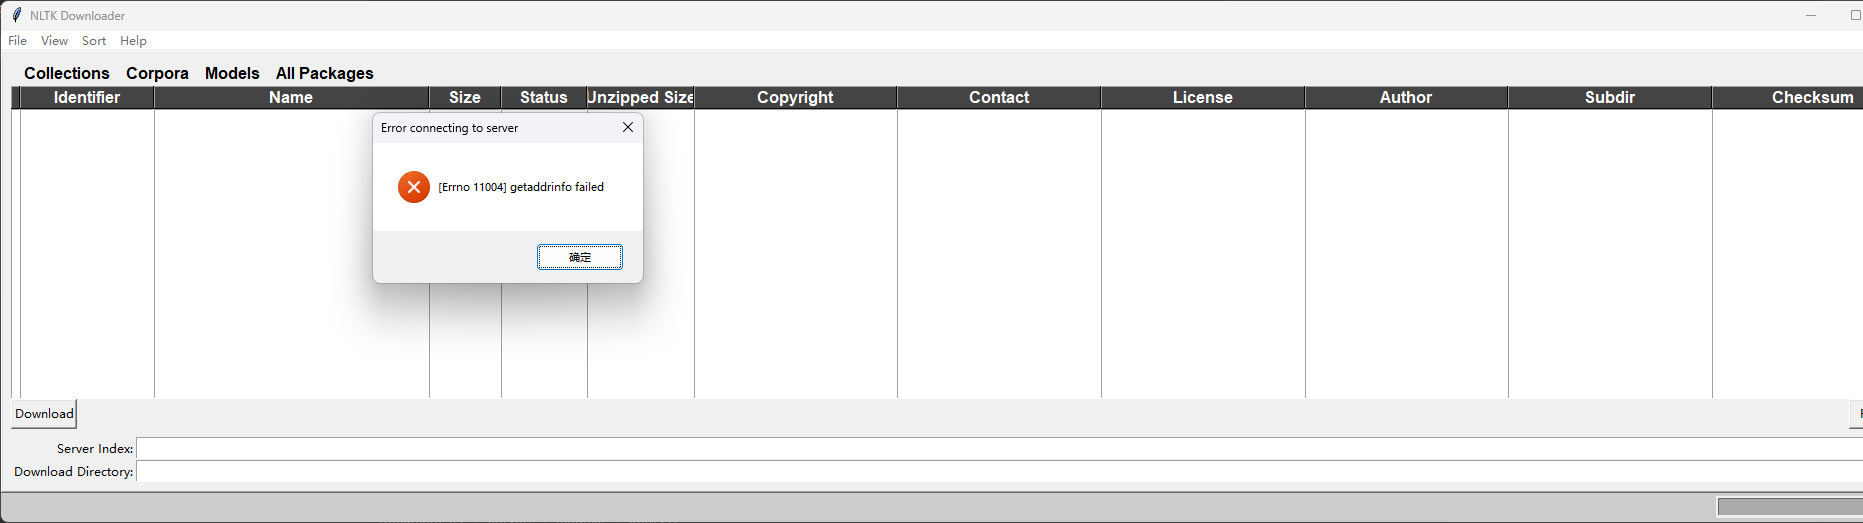 NLTK Downloader
File View Sort Help
Collections Corpora Models All Packages
Identifier Name Size Status Unzipped Size Copyright Contact License Author Subdir Checksum
Error connecting to server
[Errno 11004] getaddrinfo failed
确定
Download
Server Index:
Download Directory: